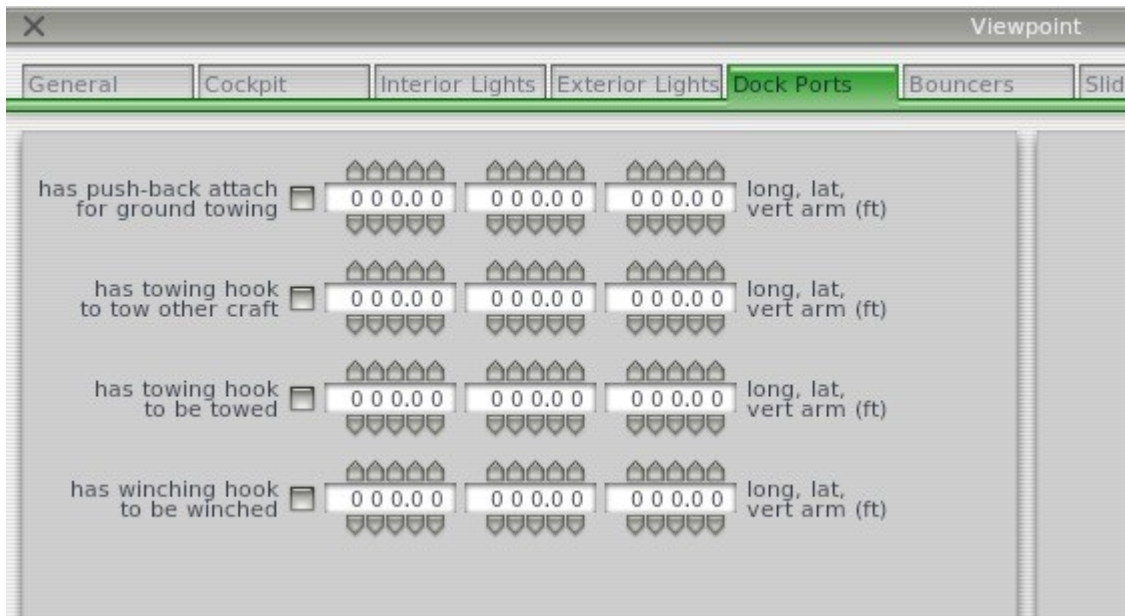 Viewpoint
General Cockpit Interior Lights Exterior Lights Dock Ports Bouncers Slid
has push-back attach
for ground towing
0 0 0.0 0 0 0 0.0 0 0 0 0.0 0
long, lat,
vert arm (ft)
has towing hook
to tow other craft
0 0 0.0 0 0 0 0.0 0 0 0 0.0 0
long, lat,
vert arm (ft)
has towing hook
to be towed
0 0 0.0 0 0 0 0.0 0 0 0 0.0 0
long, lat,
vert arm (ft)
has winching hook
to be winched
0 0 0.0 0 0 0 0.0 0 0 0 0.0 0
long, lat,
vert arm (ft)